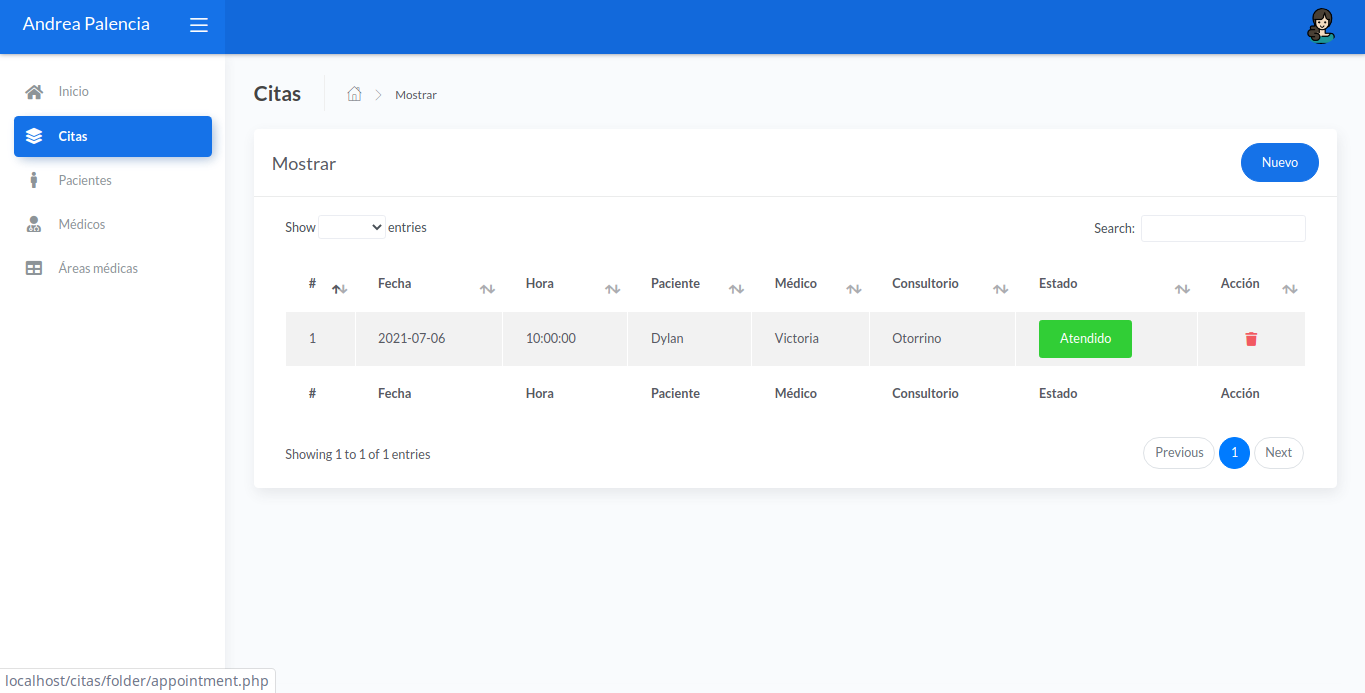 Andrea Palencia
Inicio
Citas
Pacientes
Médicos
Áreas médicas
Citas
Mostrar
Mostrar
Nuevo
Show entries
Search:
# Fecha Hora Paciente Médico Consultorio Estado Acción
1 2021-07-06 10:00:00 Dylan Victoria Otorrino Atendido
# Fecha Hora Paciente Médico Consultorio Estado Acción
Showing 1 to 1 of 1 entries
Previous 1 Next
localhost/citas/folder/appointment.php